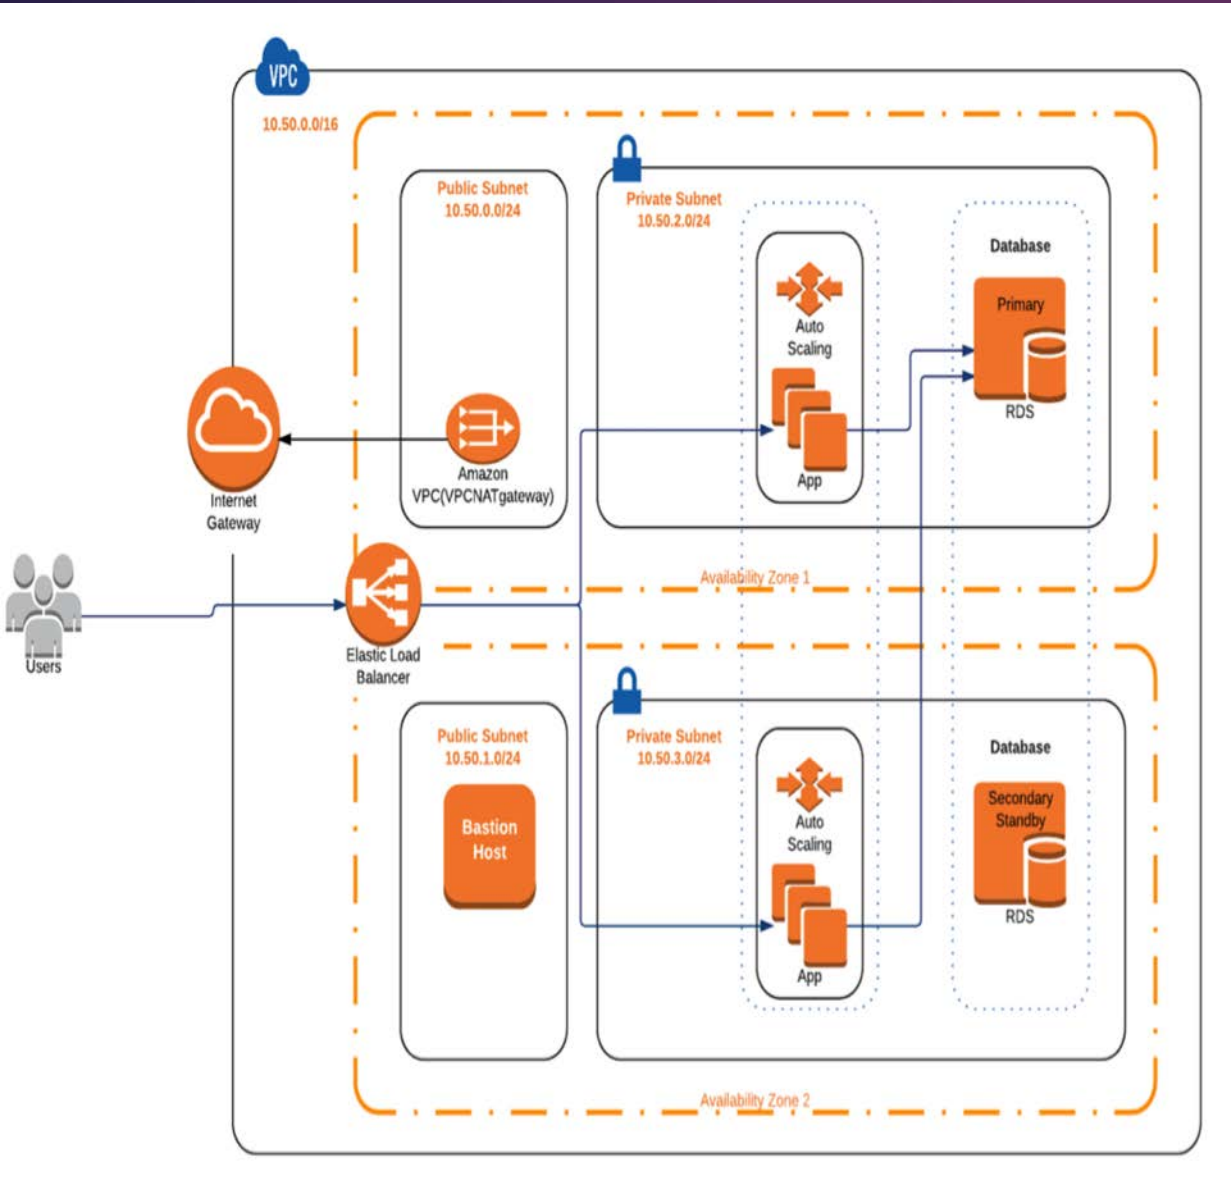 VPC
10.50.0.0/16
Public Subnet
10.50.0.0/24
Private Subnet
10.50.2.0/24
Database
Primary
Auto
Scaling
RDS
Amazon
VPC(VPCNATgateway)
App
Internet
Gateway
Availability Zone 1
Users
Elastic Load
Balancer
Public Subnet
10.50.1.0/24
Private Subnet
10.50.3.0/24
Database
Bastion
Host
Secondary
Standby
Auto
Scaling
RDS
App
Availability Zone 2